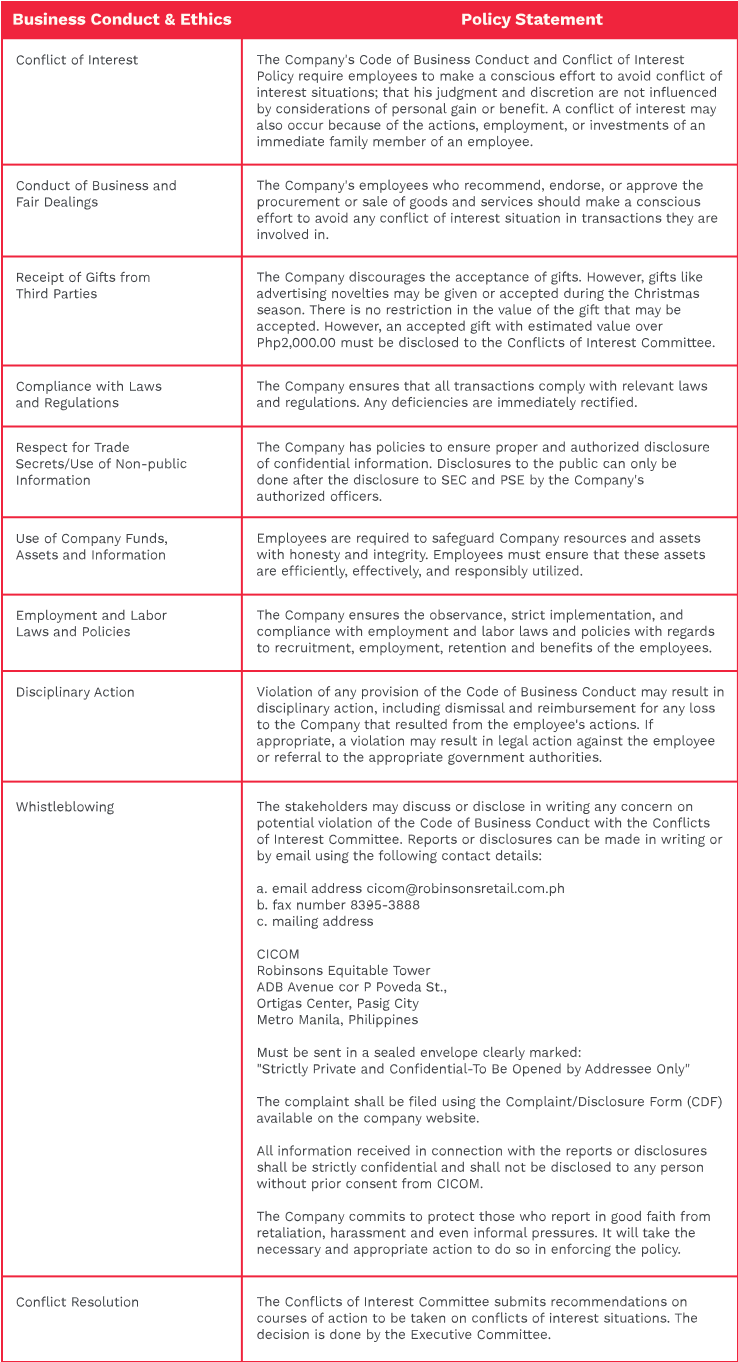 Business Conduct & Ethics
Policy Statement
Conflict of Interest
The Company's Code of Business Conduct and Conflict of Interest
Policy require employees to make a conscious effort to avoid conflict of
interest situations; that his judgment and discretion are not influenced
by considerations of personal gain or benefit. A conflict of interest may
also occur because of the actions, employment, or investments of an
immediate family member of an employee.
Conduct of Business and
Fair Dealings
The Company's employees who recommend, endorse, or approve the
procurement or sale of goods and services should make a conscious
effort to avoid any conflict of interest situation in transactions they are
involved in.
Receipt of Gifts from
Third Parties
The Company discourages the acceptance of gifts. However, gifts like
advertising novelties may be given or accepted during the Christmas
season. There is no restriction in the value of the gift that may be
accepted. However, an accepted gift with estimated value over
Php2,000.00 must be disclosed to the Conflicts of Interest Committee.
Compliance with Laws
and Regulations
The Company ensures that all transactions comply with relevant laws
and regulations. Any deficiencies are immediately rectified.
Respect for Trade
Secrets/Use of Non-public
Information
The Company has policies to ensure proper and authorized disclosure
of confidential information. Disclosures to the public can only be
done after the disclosure to SEC and PSE by the Company's
authorized officers.
Use of Company Funds,
Assets and Information
Employees are required to safeguard Company resources and assets
with honesty and integrity. Employees must ensure that these assets
are efficiently, effectively, and responsibly utilized.
Employment and Labor
Laws and Policies
The Company ensures the observance, strict implementation, and
compliance with employment and labor laws and policies with regards
to recruitment, employment, retention and benefits of the employees.
Disciplinary Action
Violation of any provision of the Code of Business Conduct may result in
disciplinary action, including dismissal and reimbursement for any loss
to the Company that resulted from the employee's actions. If
appropriate, a violation may result in legal action against the employee
or referral to the appropriate government authorities.
Whistleblowing
The stakeholders may discuss or disclose in writing any concern on
potential violation of the Code of Business Conduct with the Conflicts
of Interest Committee. Reports or disclosures can be made in writing or
by email using the following contact details:
a. email address cicom@robinsonsretail.com.ph
b. fax number 8395-3888
c. mailing address
CICOM
Robinsons Equitable Tower
ADB Avenue cor P Poveda St.,
Ortigas Center, Pasig City
Metro Manila, Philippines
Must be sent in a sealed envelope clearly marked:
"Strictly Private and Confidential-To Be Opened by Addressee Only"
The complaint shall be filed using the Complaint/Disclosure Form (CDF)
available on the company website.
All information received in connection with the reports or disclosures
shall be strictly confidential and shall not be disclosed to any person
without prior consent from CICOM.
The Company commits to protect those who report in good faith from
retaliation, harassment and even informal pressures. It will take the
necessary and appropriate action to do so in enforcing the policy.
Conflict Resolution
The Conflicts of Interest Committee submits recommendations on
courses of action to be taken on conflicts of interest situations. The
decision is done by the Executive Committee.